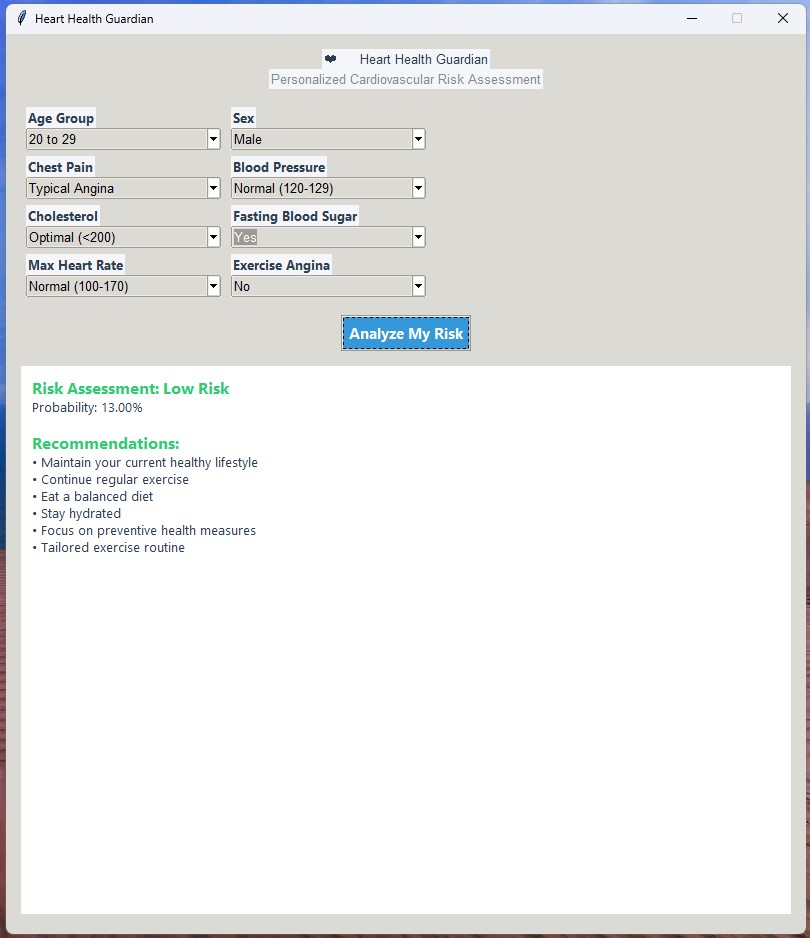 Heart Health Guardian
❤ Heart Health Guardian
Personalized Cardiovascular Risk Assessment
Age Group Sex
20 to 29 Male
Chest Pain Blood Pressure
Typical Angina Normal (120-129)
Cholesterol Fasting Blood Sugar
Optimal (<200) Yes
Max Heart Rate Exercise Angina
Normal (100-170) No
Analyze My Risk
Risk Assessment: Low Risk
Probability: 13.00%
Recommendations:
• Maintain your current healthy lifestyle
• Continue regular exercise
• Eat a balanced diet
• Stay hydrated
• Focus on preventive health measures
• Tailored exercise routine